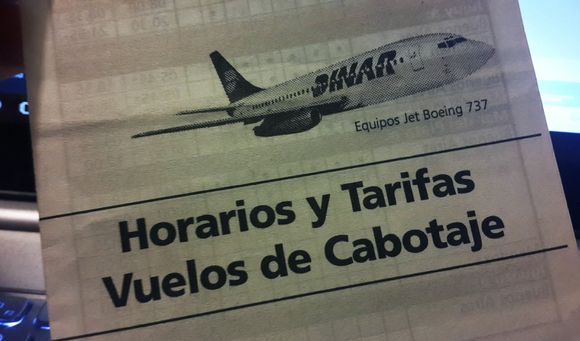 DINAR
Equipos Jet Boeing 737
Horarios y Tarifas
Vuelos de Cabotaje